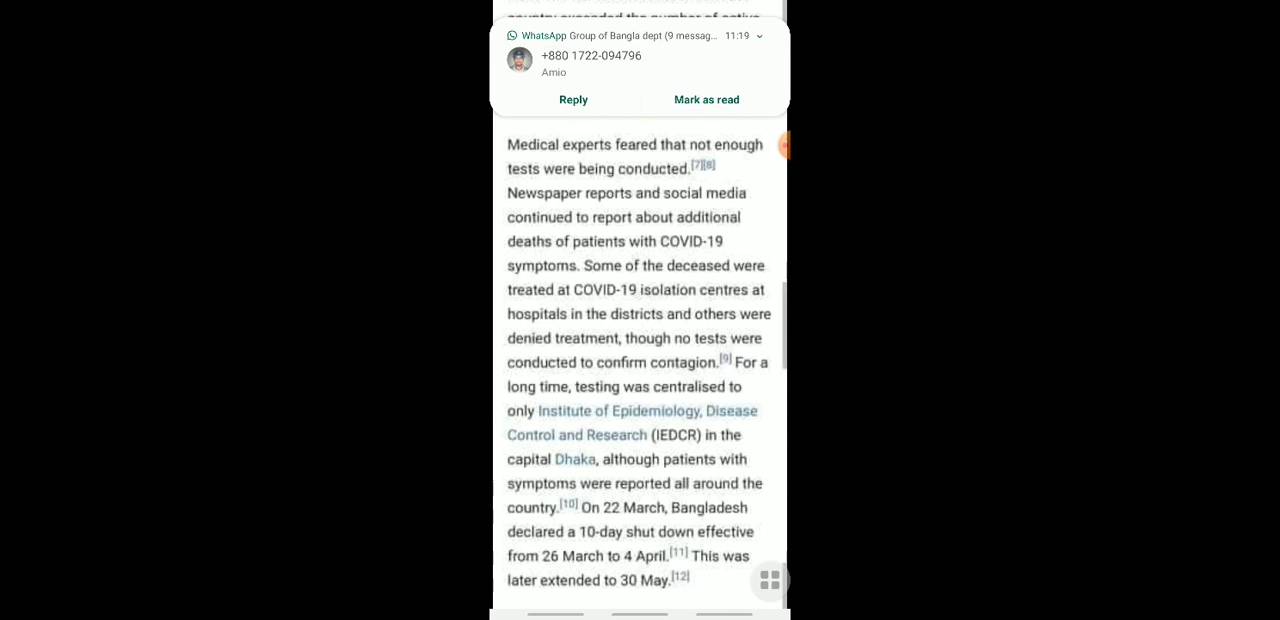 country exceeded the number of active
WhatsApp Group of Bangla dept (9 messag... 11:19
+880 1722-094796
Amio
Reply Mark as read
Medical experts feared that not enough
tests were being conducted.[7][8]
Newspaper reports and social media
continued to report about additional
deaths of patients with COVID-19
symptoms. Some of the deceased were
treated at COVID-19 isolation centres at
hospitals in the districts and others were
denied treatment, though no tests were
conducted to confirm contagion.[9] For a
long time, testing was centralised to
only Institute of Epidemiology, Disease
Control and Research (IEDCR) in the
capital Dhaka, although patients with
symptoms were reported all around the
country.[10] On 22 March, Bangladesh
declared a 10-day shut down effective
from 26 March to 4 April.[11] This was
later extended to 30 May.[12]